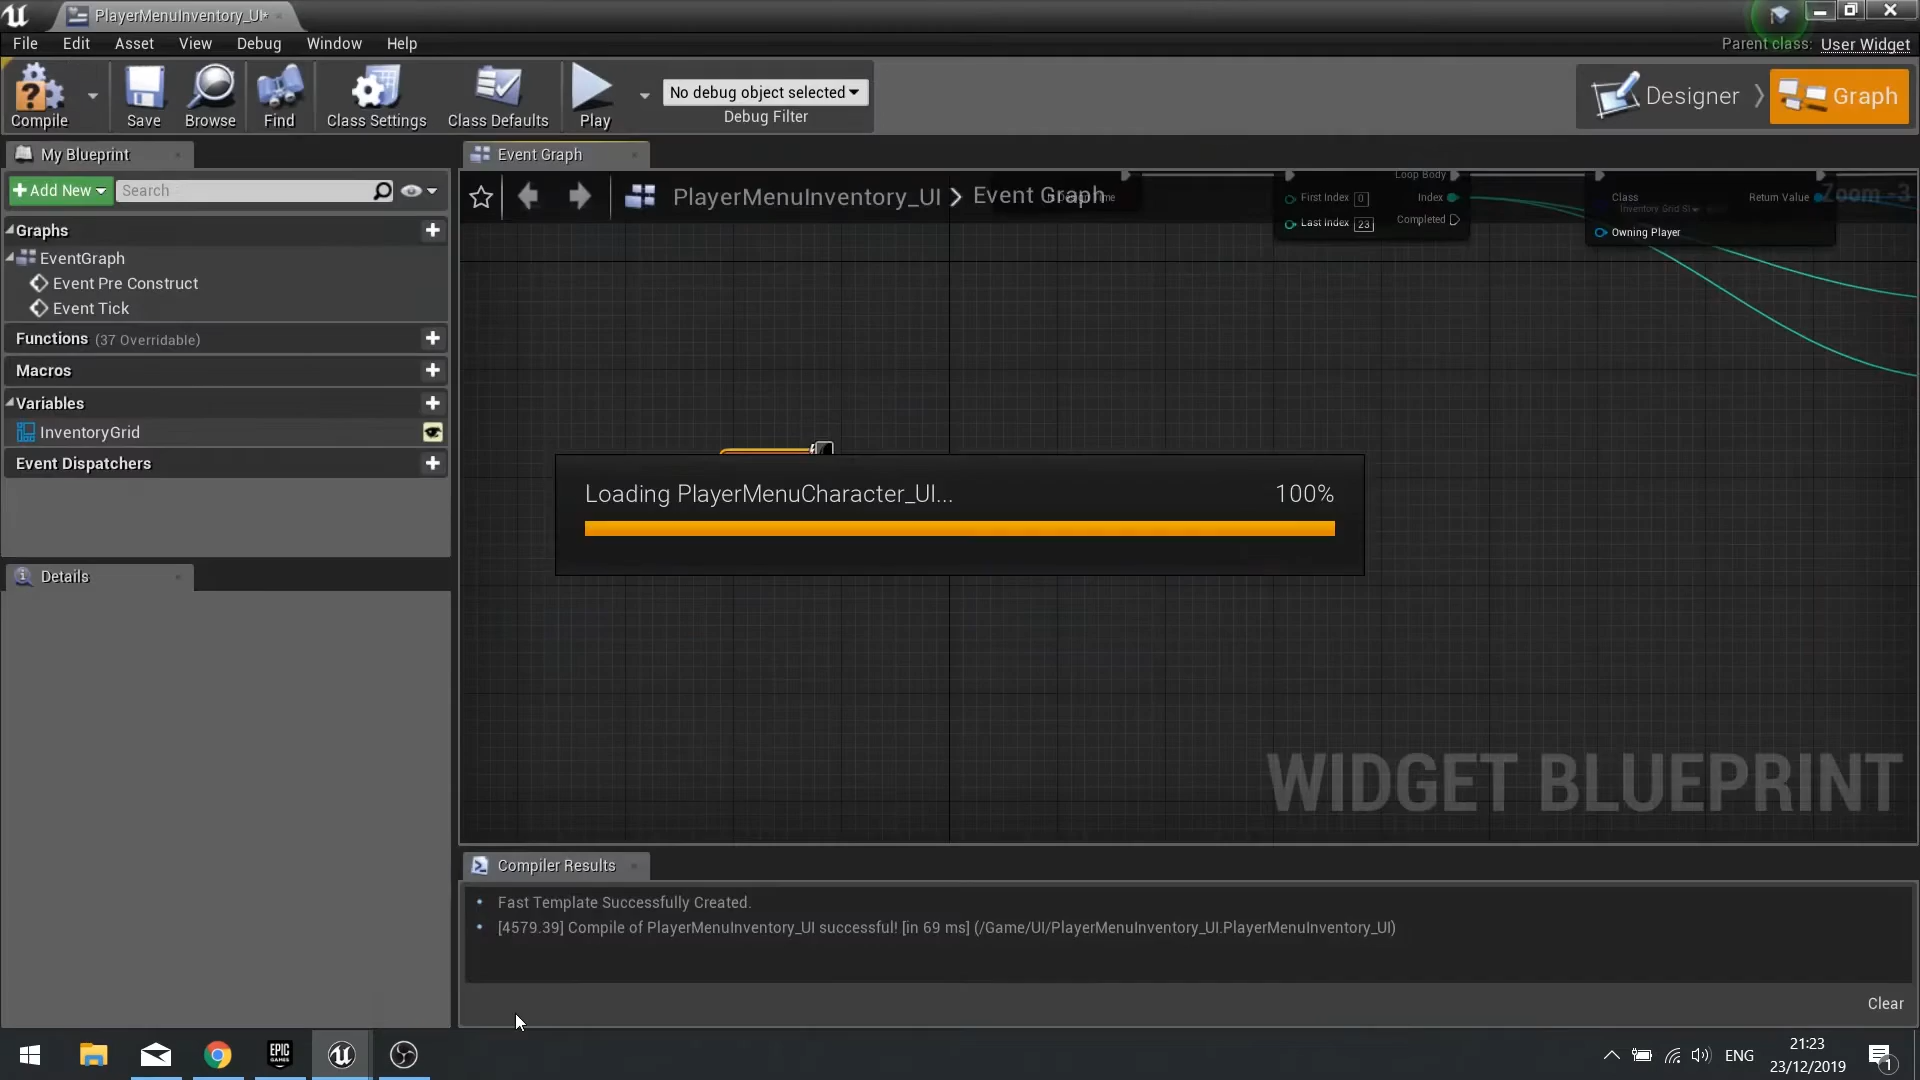 PlayerMenuInventory_UI*
File Edit Asset View Debug Window Help
Parent class: User Widget
Compile
Save
Browse
Find
Class Settings
Class Defaults
Play
No debug object selected
Debug Filter
Designer
Graph
My Blueprint
Add New
Search
Graphs
EventGraph
Event Pre Construct
Event Tick
Functions (37 Overridable)
Macros
Variables
InventoryGrid
Event Dispatchers
Details
Event Graph
PlayerMenuInventory_UI > Event Graph
Zoom -3
Loop Body
First Index 0
Index
Last Index 23
Completed
Class
Return Value
Owning Player
Loading PlayerMenuCharacter_UI...
100%
WIDGET BLUEPRINT
Compiler Results
Fast Template Successfully Created.
[4579.39] Compile of PlayerMenuInventory_UI successful! [in 69 ms] (/Game/UI/PlayerMenuInventory_UI.PlayerMenuInventory_UI)
Clear
EPIC
GAMES
ENG
21:23
23/12/2019
1